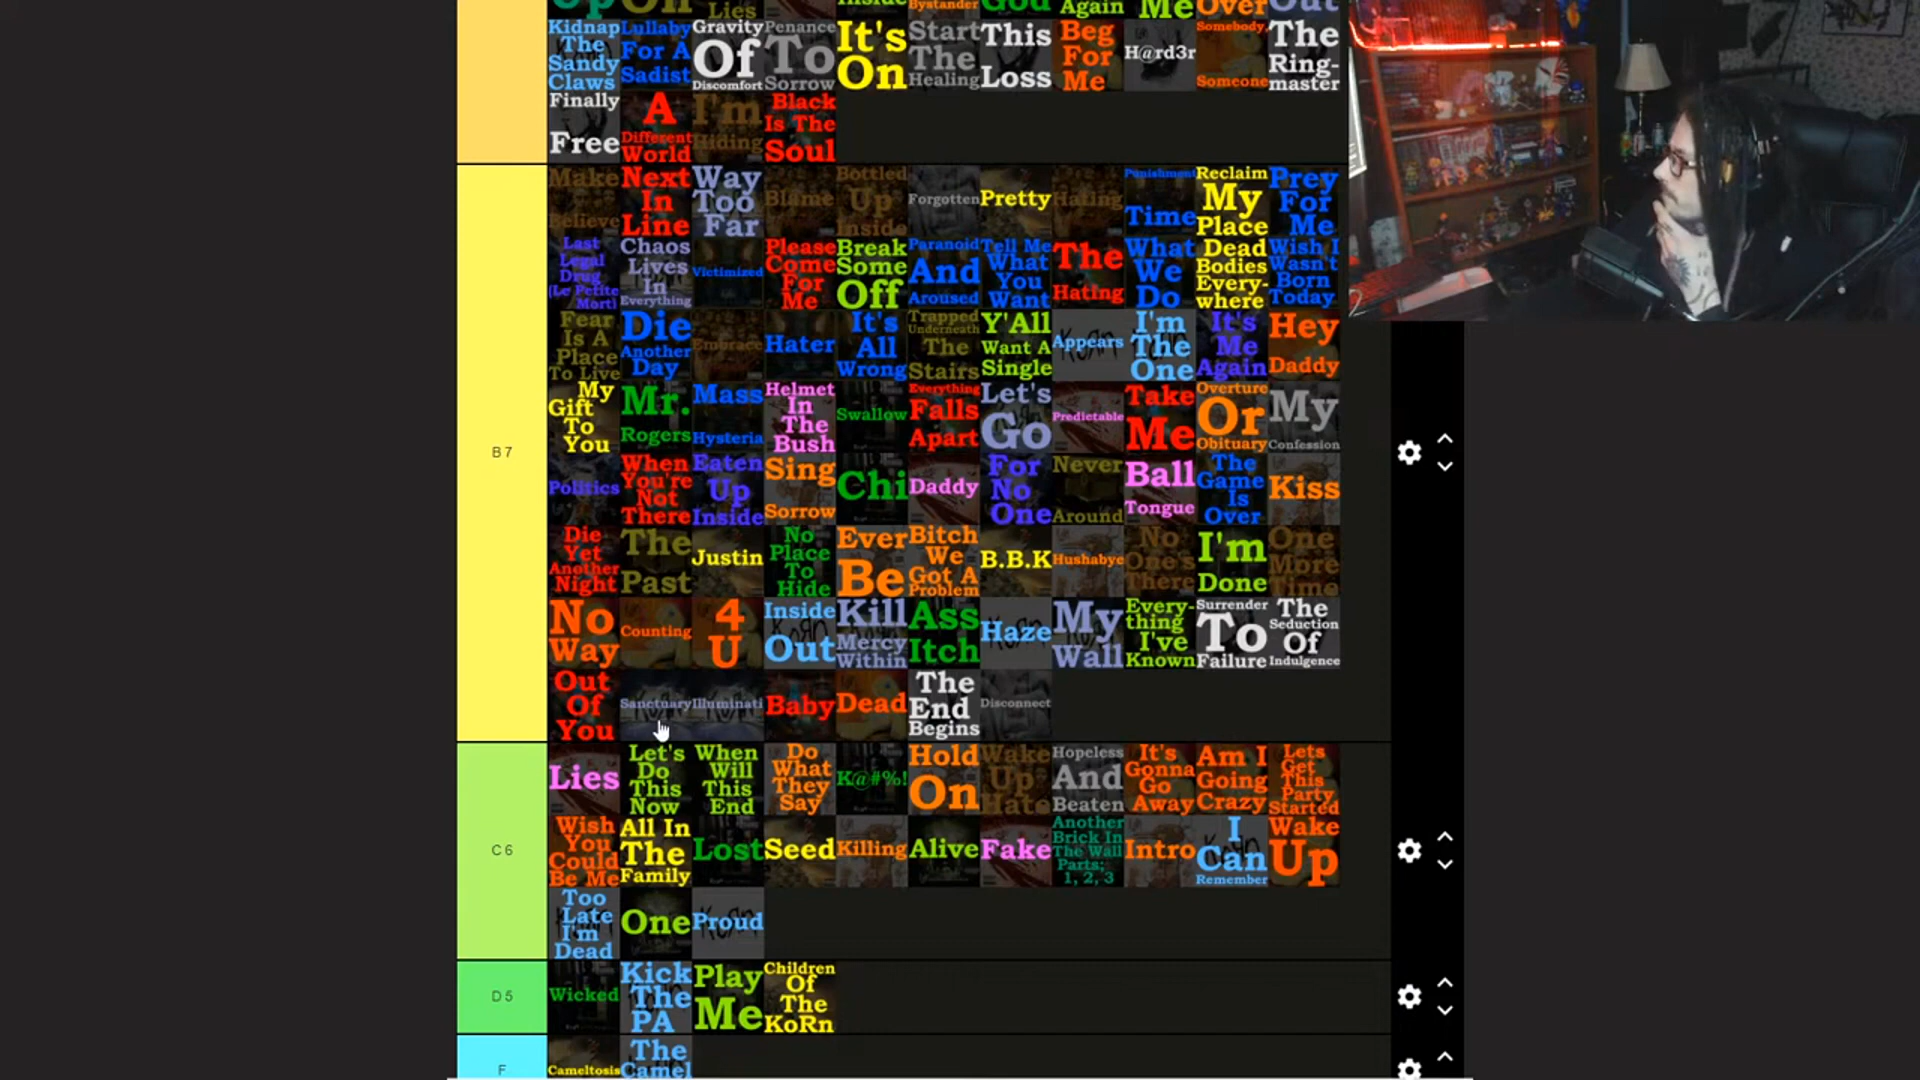 Up
On
Lies
Inside
Bystander
God
Again
Me
Over
Out
Kidnap
The
Sandy
Claws
Lullaby
For A
Sadist
Gravity
Of
Discomfort
Penance
To
Sorrow
It's
On
Start
The
Healing
This
Loss
Beg
For
Me
H@rd3r
Somebody,
Someone
The
Ring-
master
Finally
Free
A
Different
World
I'm
Hiding
Black
Is The
Soul
B7
Make
Believe
Next
In
Line
Way
Too
Far
Blame
Bottled
Up
Inside
Forgotten
Pretty
Hating
Punishment
Time
Reclaim
My
Place
Prey
For
Me
Last
Legal
Drug
(Le Petite
Mort)
Chaos
Lives
In
Everything
Victimized
Please
Come
For
Me
Break
Some
Off
Paranoid
And
Aroused
Tell Me
What
You
Want
The
Hating
What
We
Do
Dead
Bodies
Every-
where
Wish I
Wasn't
Born
Today
Fear
Is A
Place
To Live
Die
Another
Day
Embrace
Hater
It's
All
Wrong
Trapped
Underneath
The
Stairs
Y'All
Want A
Single
Appears
I'm
The
One
It's
Me
Again
Hey
Daddy
My
Gift
To
You
Mr.
Rogers
Mass
Hysteria
Helmet
In
The
Bush
Swallow
Everything
Falls
Apart
Let's
Go
Predictable
Take
Me
Overture
Or
Obituary
My
Confession
Politics
When
You're
Not
There
Eaten
Up
Inside
Sing
Sorrow
Chi
Daddy
For
No
One
Never
Around
Ball
Tongue
The
Game
Is
Over
Kiss
Die
Yet
Another
Night
The
Past
Justin
No
Place
To
Hide
Ever
Be
Bitch
We
Got A
Problem
B.B.K
Hushabye
No
One's
There
I'm
Done
One
More
Time
No
Way
Counting
4
U
Inside
Out
Kill
Mercy
Within
Ass
Itch
Haze
My
Wall
Every-
thing
I've
Known
Surrender
To
Failure
The
Seduction
Of
Indulgence
Out
Of
You
Sanctuary
Illuminati
Baby
Dead
The
End
Begins
Disconnect
C6
Lies
Let's
Do
This
Now
When
Will
This
End
Do
What
They
Say
K@#%!
Hold
On
Wake
Up
Hate
Hopeless
And
Beaten
It's
Gonna
Go
Away
Am I
Going
Crazy
Lets
Get
This
Party
Started
Wish
You
Could
Be Me
All In
The
Family
Lost
Seed
Killing
Alive
Fake
Another
Brick In
The Wall
Parts;
1, 2, 3
Intro
I
Can
Remember
Wake
Up
Too
Late
I'm
Dead
One
Proud
D5
Wicked
Kick
The
PA
Play
Me
Children
Of
The
KoRn
F
Cameltosis
The
Camel